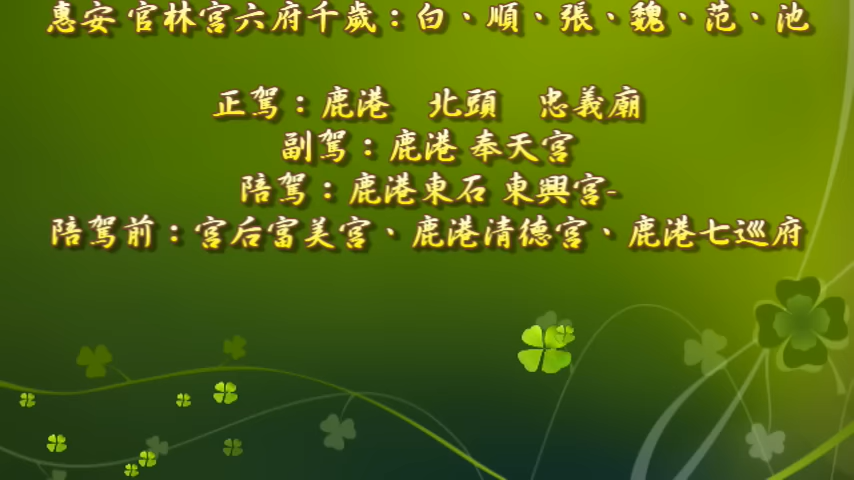 惠安 官林宮六府千歲：白、順、張、魏、范、池
正駕：鹿港　北頭　忠義廟
副駕：鹿港 奉天宮
陪駕：鹿港東石 東興宮-
陪駕前：宮后富美宮、鹿港清德宮、鹿港七巡府